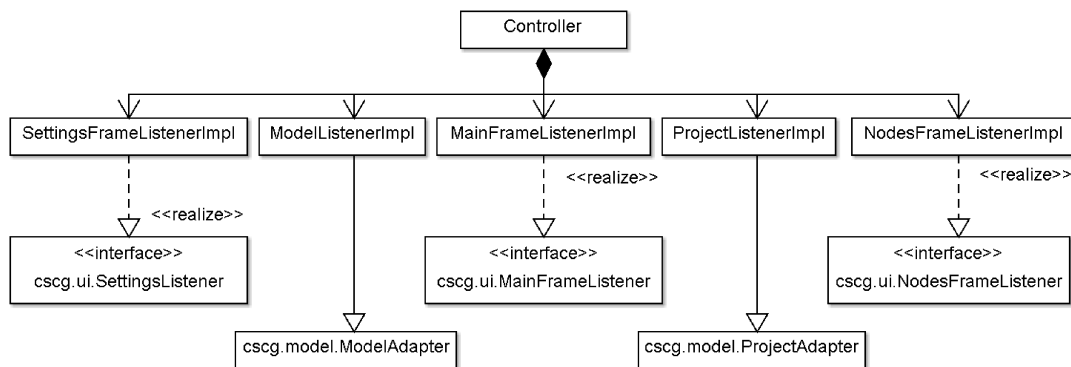 Controller
SettingsFrameListenerImpl
ModelListenerImpl
MainFrameListenerImpl
ProjectListenerImpl
NodesFrameListenerImpl
<<realize>>
<<realize>>
<<realize>>
<<interface>>
cscg.ui.SettingsListener
<<interface>>
cscg.ui.MainFrameListener
<<interface>>
cscg.ui.NodesFrameListener
cscg.model.ModelAdapter
cscg.model.ProjectAdapter